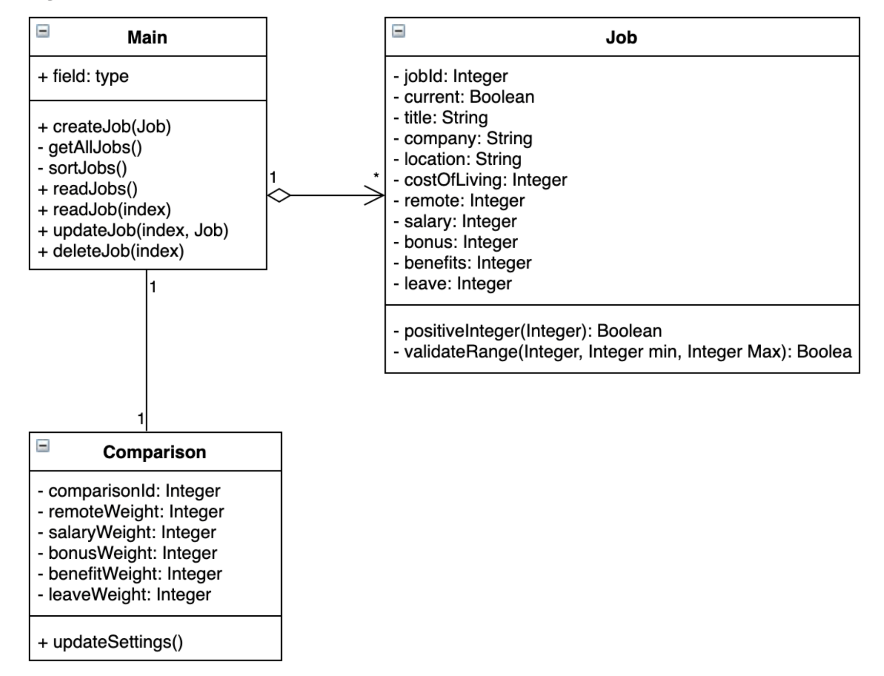 Main
+ field: type
+ createJob(Job)
- getAllJobs()
- sortJobs()
+ readJobs()
+ readJob(index)
+ updateJob(index, Job)
+ deleteJob(index)
1
*
Job
- jobId: Integer
- current: Boolean
- title: String
- company: String
- location: String
- costOfLiving: Integer
- remote: Integer
- salary: Integer
- bonus: Integer
- benefits: Integer
- leave: Integer
- positiveInteger(Integer): Boolean
- validateRange(Integer, Integer min, Integer Max): Boolea
1
1
Comparison
- comparisonId: Integer
- remoteWeight: Integer
- salaryWeight: Integer
- bonusWeight: Integer
- benefitWeight: Integer
- leaveWeight: Integer
+ updateSettings()